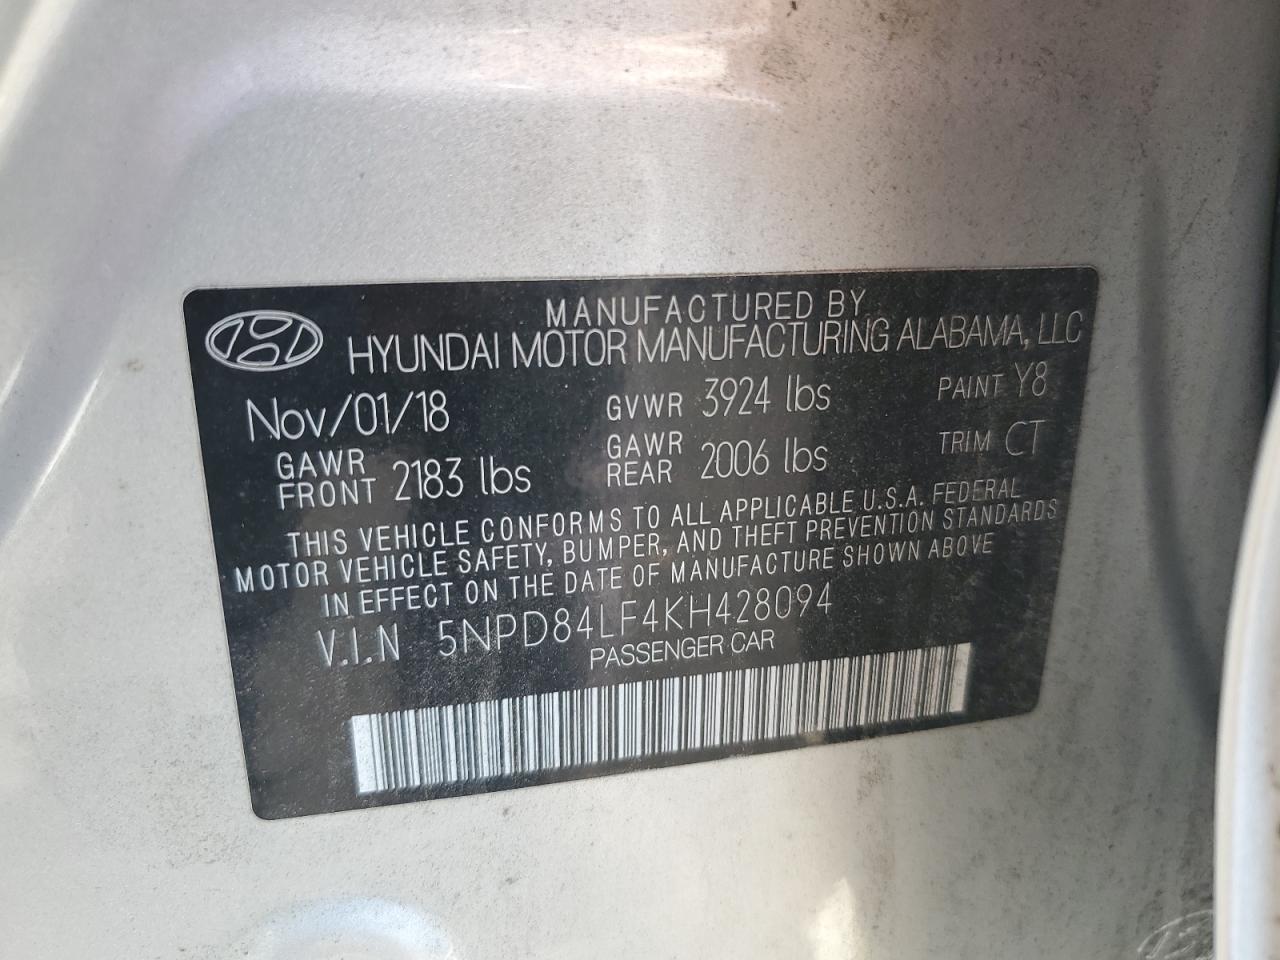 MANUFACTURED BY
HYUNDAI MOTOR MANUFACTURING ALABAMA, LLC
Nov/01/18 GVWR 3924 lbs PAINT Y8
GAWR FRONT 2183 lbs GAWR REAR 2006 lbs TRIM CT
THIS VEHICLE CONFORMS TO ALL APPLICABLE U.S.A. FEDERAL
MOTOR VEHICLE SAFETY, BUMPER, AND THEFT PREVENTION STANDARDS
IN EFFECT ON THE DATE OF MANUFACTURE SHOWN ABOVE
V.I.N 5NPD84LF4KH428094
PASSENGER CAR